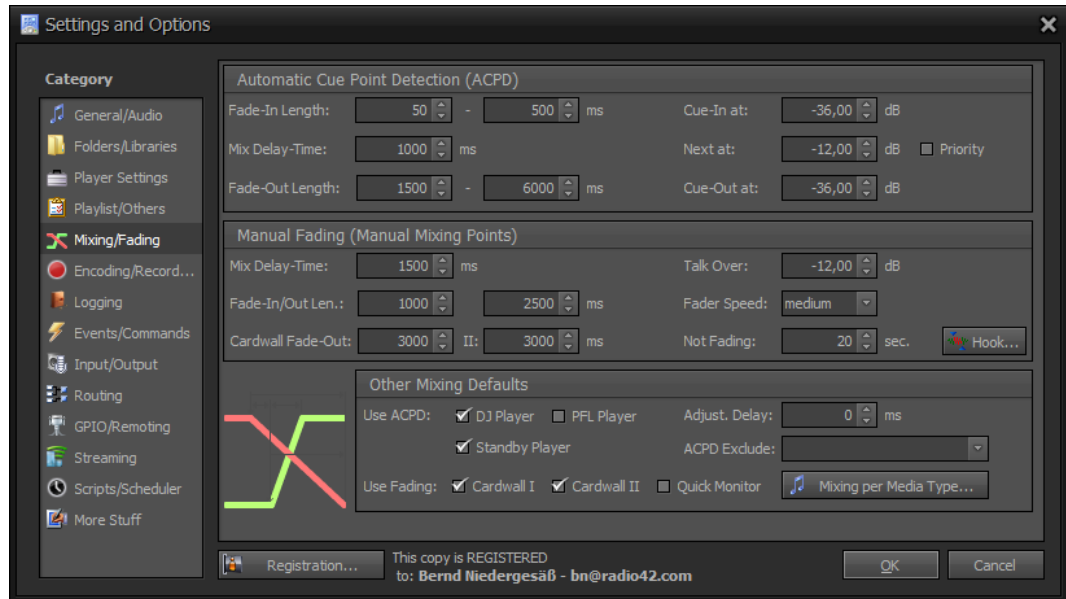 Settings and Options
Category
General/Audio
Folders/Libraries
Player Settings
Playlist/Others
Mixing/Fading
Encoding/Record...
Logging
Events/Commands
Input/Output
Routing
GPIO/Remoting
Streaming
Scripts/Scheduler
More Stuff
Automatic Cue Point Detection (ACPD)
Fade-In Length: 50 - 500 ms Cue-In at: -36,00 dB
Mix Delay-Time: 1000 ms Next at: -12,00 dB Priority
Fade-Out Length: 1500 - 6000 ms Cue-Out at: -36,00 dB
Manual Fading (Manual Mixing Points)
Mix Delay-Time: 1500 ms Talk Over: -12,00 dB
Fade-In/Out Len.: 1000 2500 ms Fader Speed: medium
Cardwall Fade-Out: 3000 II: 3000 ms Not Fading: 20 sec. Hook...
Other Mixing Defaults
Use ACPD: DJ Player PFL Player Adjust. Delay: 0 ms
Standby Player ACPD Exclude:
Use Fading: Cardwall I Cardwall II Quick Monitor Mixing per Media Type...
Registration...
This copy is REGISTERED
to: Bernd Niedergesäß - bn@radio42.com
OK Cancel